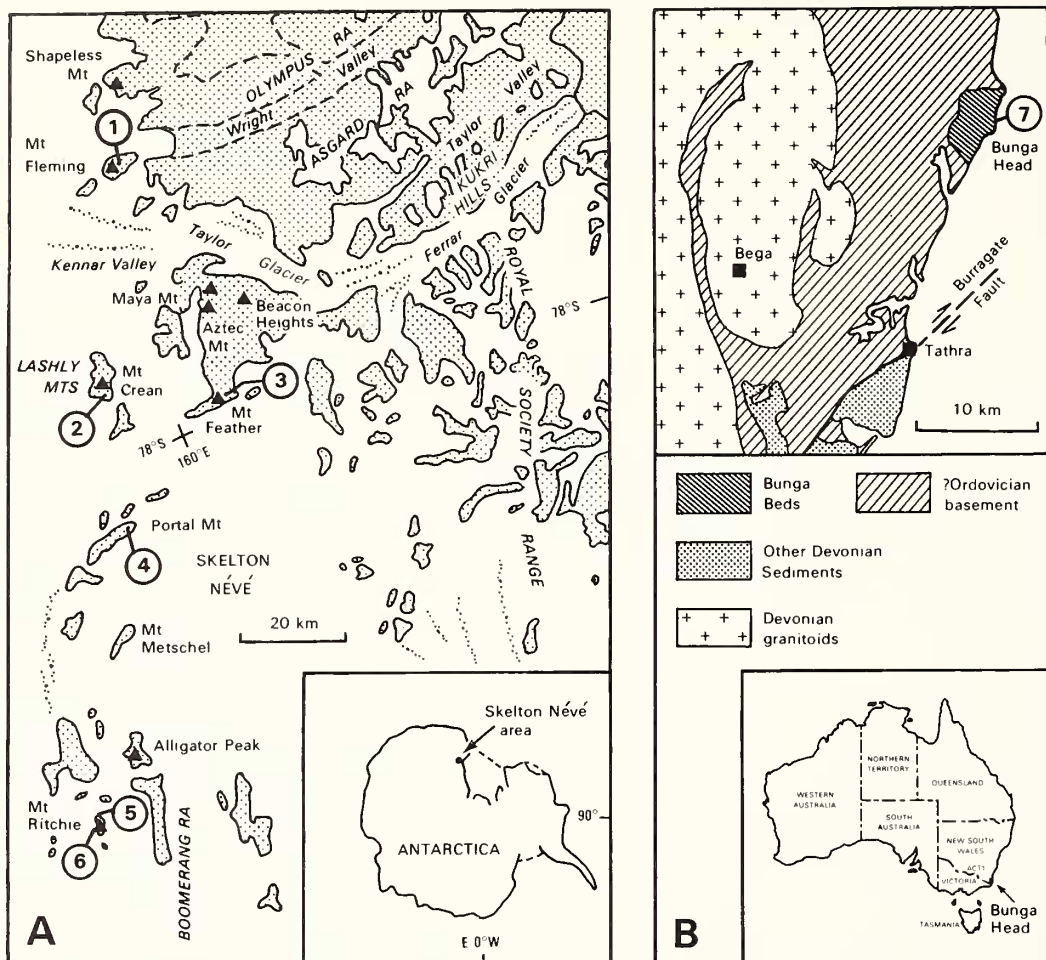 Shapeless
Mt
OLYMPUS RA
Wright Valley
1
ASGARD RA
Mt
Fleming
Taylor Valley
KUKRI
HILLS
Ferrar Glacier
Taylor Glacier
Kennar Valley
ROYAL SOCIETY RANGE
78°S
Maya Mt
Beacon
Heights
Aztec
Mt
LASHLY
MTS
Mt
Crean
2
3
Mt
Feather
78°S
160°E
Portal Mt
4
SKELTON
NÉVÉ
20 km
Mt
Metschel
Alligator Peak
Mt
Ritchie
5
6
BOOMERANG RA
Skelton Névé
area
90°
ANTARCTICA
E 0°W
A
7
Bunga
Head
Bega
Burragate
Fault
Tathra
10 km
Bunga
Beds
?Ordovician
basement
Other Devonian
Sediments
Devonian
granitoids
NORTHERN
TERRITORY
QUEENSLAND
WESTERN
AUSTRALIA
SOUTH
AUSTRALIA
NEW SOUTH
WALES
VICTORIA
TASMANIA
Bunga
Head
B